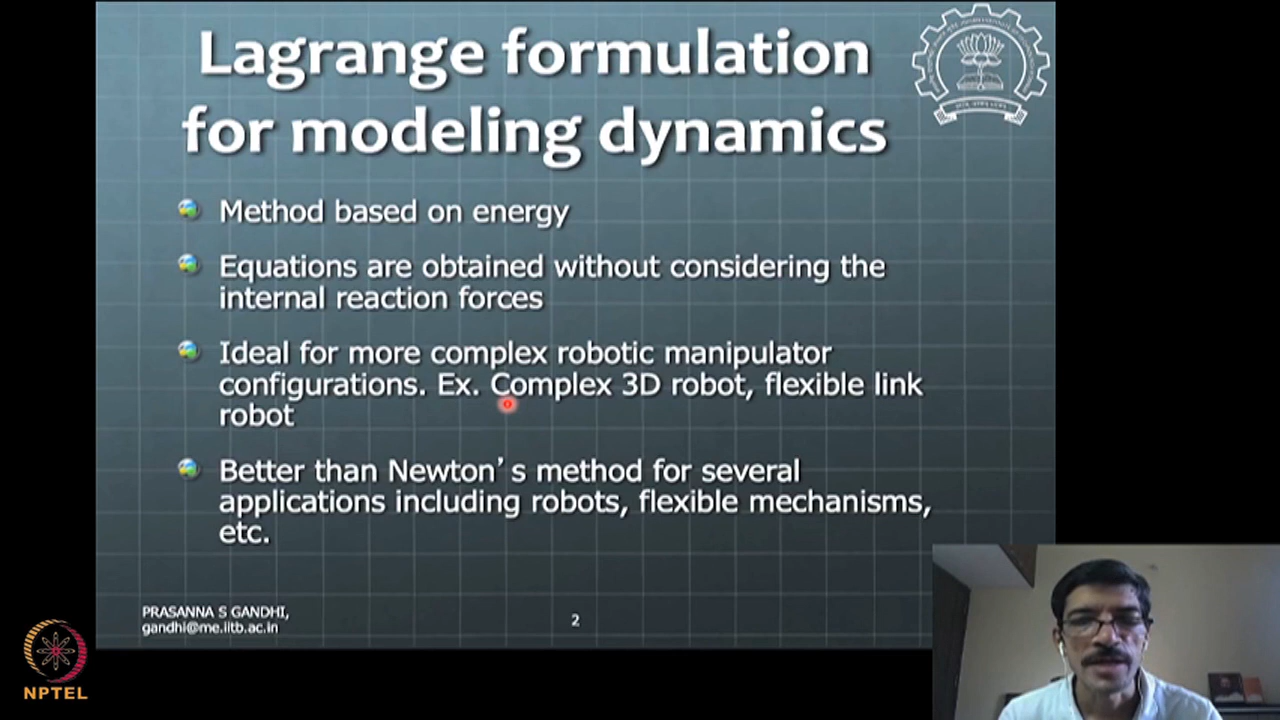 Lagrange formulation
for modeling dynamics
Method based on energy
Equations are obtained without considering the
internal reaction forces
Ideal for more complex robotic manipulator
configurations. Ex. Complex 3D robot, flexible link
robot
Better than Newton's method for several
applications including robots, flexible mechanisms,
etc.
PRASANNA S GANDHI,
gandhi@me.iitb.ac.in
2
NPTEL